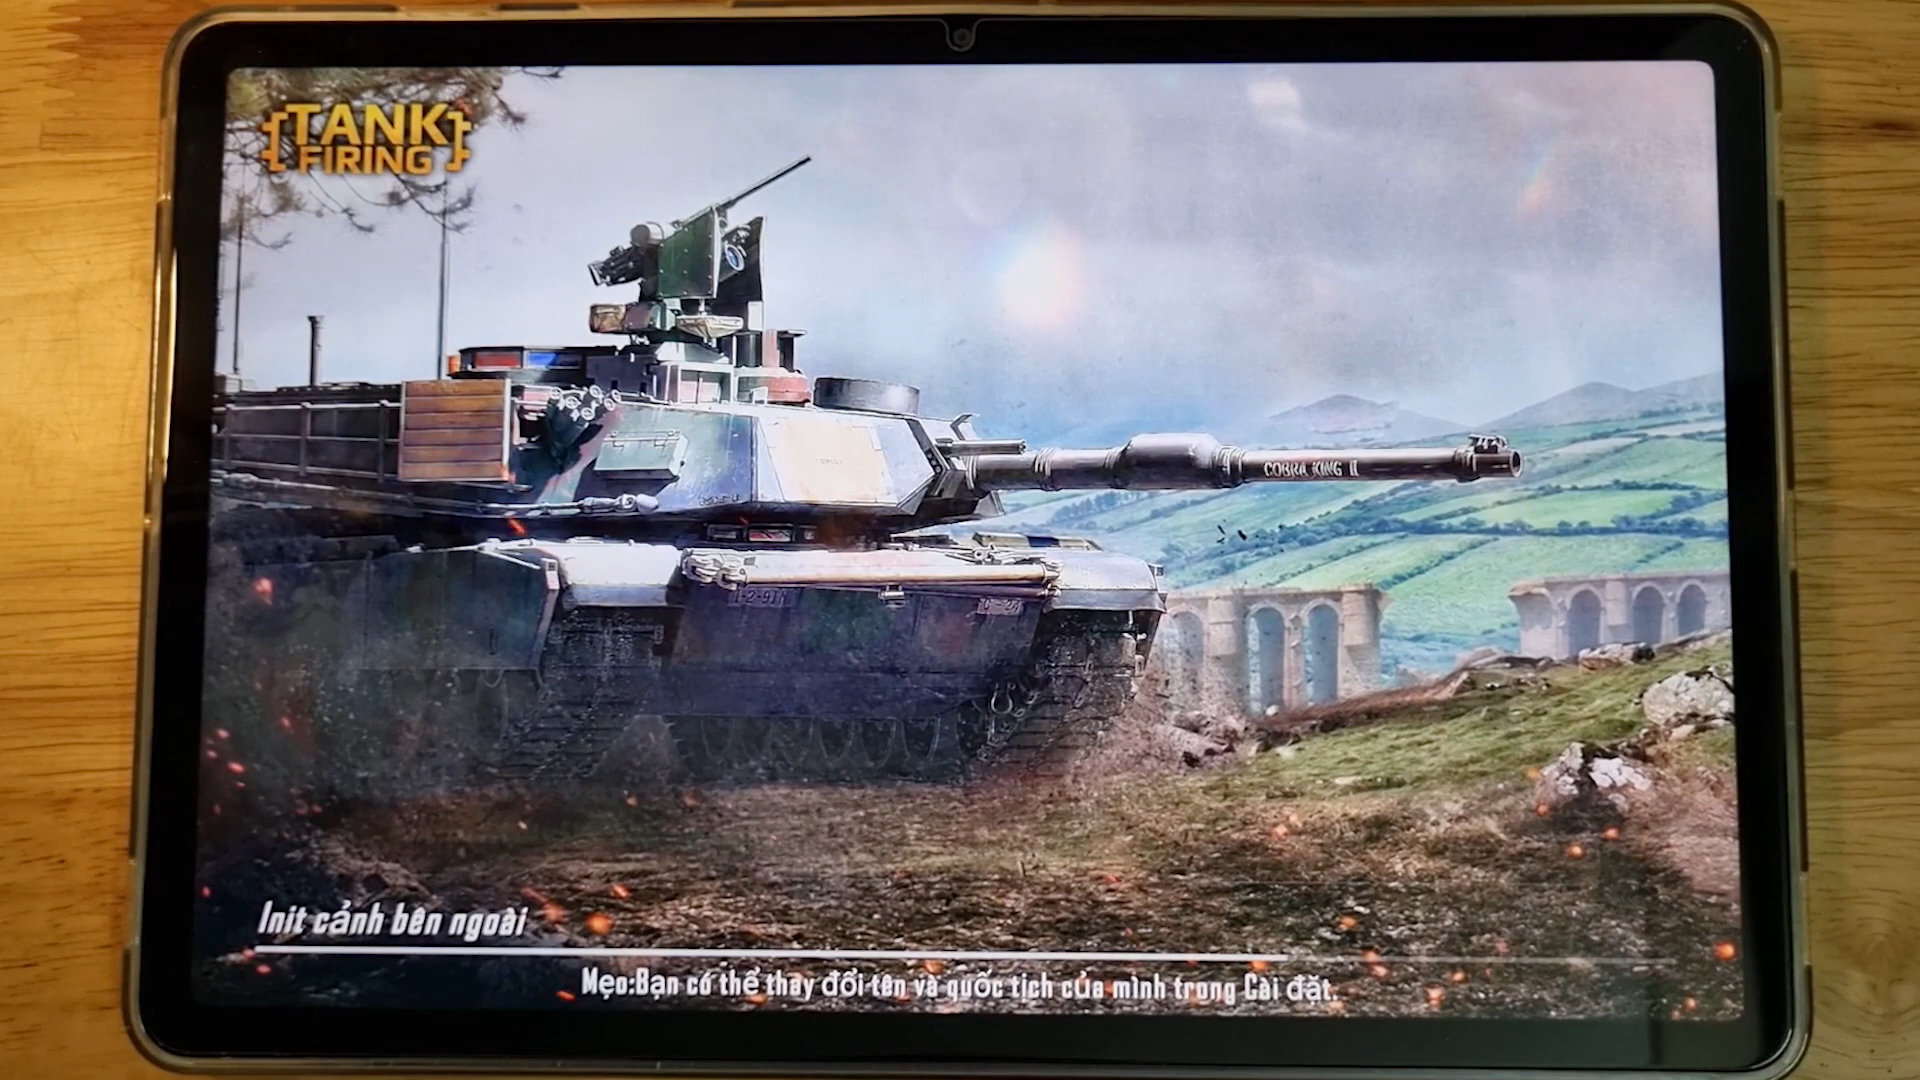 TANK
FIRING
COBRA KING II
Init cảnh bên ngoài
Mẹo:Bạn có thể thay đổi tên và quốc tịch của mình trong Cài đặt.